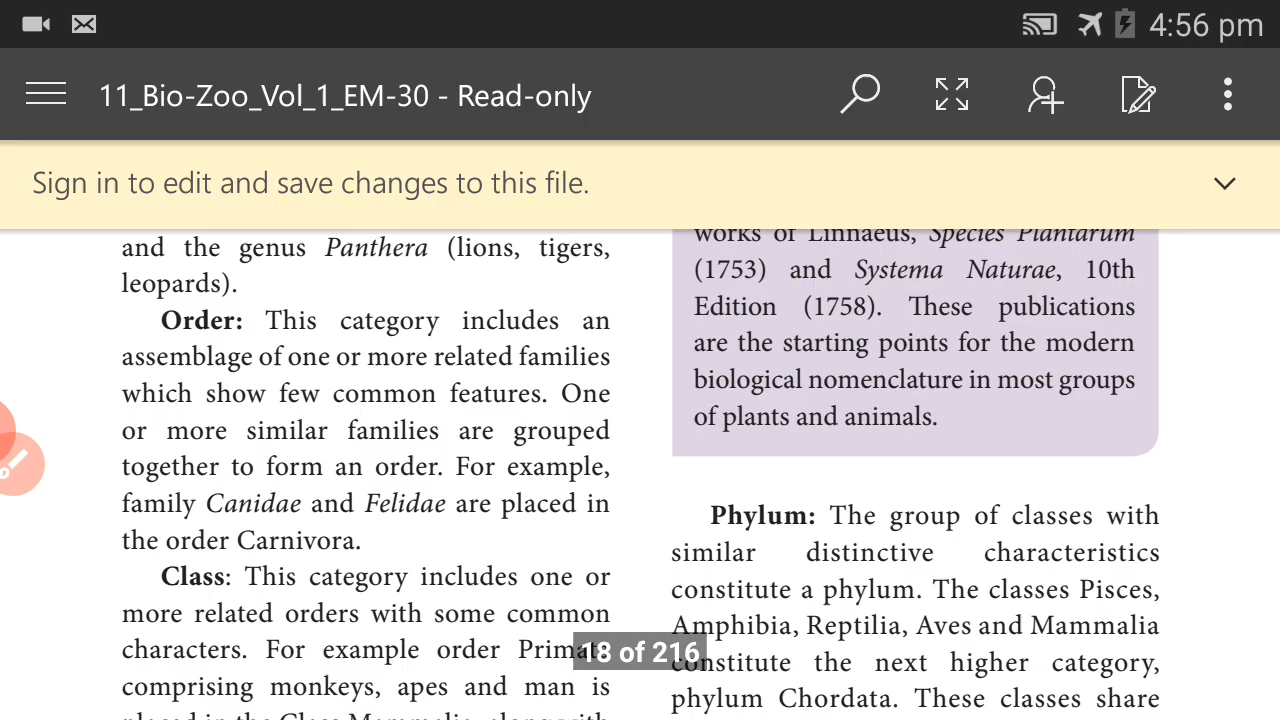 4:56 pm
11_Bio-Zoo_Vol_1_EM-30 - Read-only
Sign in to edit and save changes to this file.
and the genus Panthera (lions, tigers,
leopards).
Order: This category includes an
assemblage of one or more related families
which show few common features. One
or more similar families are grouped
together to form an order. For example,
family Canidae and Felidae are placed in
the order Carnivora.
Class: This category includes one or
more related orders with some common
characters. For example order
comprising monkeys, apes and man is
placed in the Class Mammalia, along with
works of Linnaeus, Species Plantarum
(1753) and Systema Naturae, 10th
Edition (1758). These publications
are the starting points for the modern
biological nomenclature in most groups
of plants and animals.
Phylum: The group of classes with
similar distinctive characteristics
constitute a phylum. The classes Pisces,
Amphibia, Reptilia, Aves and Mammalia
constitute the next higher category,
phylum Chordata. These classes share
18 of 216